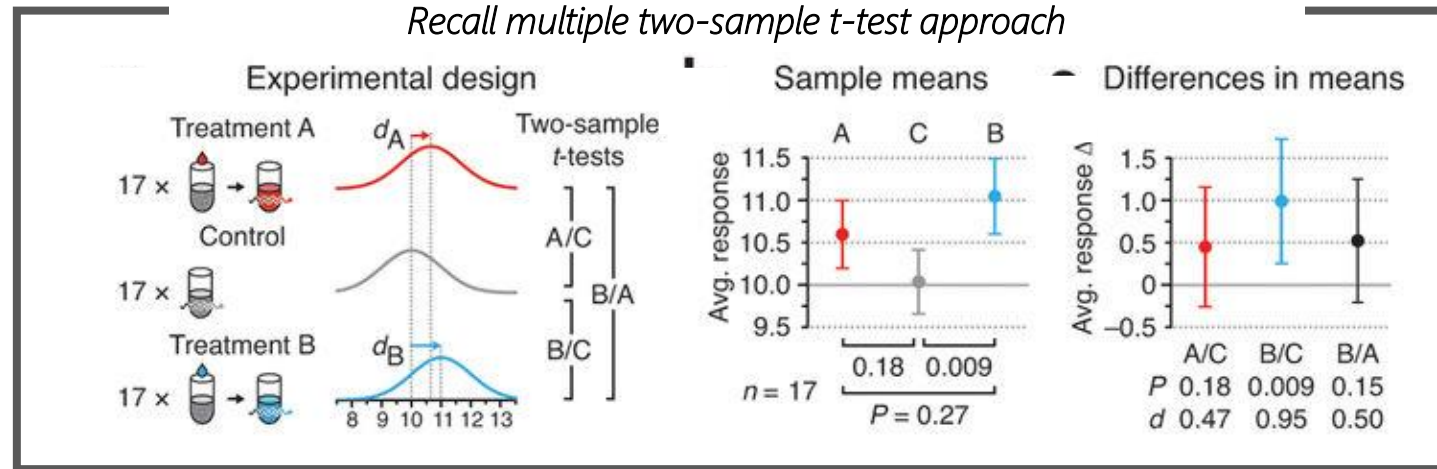 Recall multiple two-sample t-test approach
Experimental design
Treatment A
17 ×
Control
17 ×
Treatment B
17 ×
dA
dB
8 9 10 11 12 13
Two-sample
t-tests
A/C
B/A
B/C
Sample means
A C B
Avg. response
11.5
11.0
10.5
10.0
9.5
0.18 0.009
n = 17
P = 0.27
Differences in means
Avg. response Δ
1.5
1.0
0.5
0
–0.5
A/C B/C B/A
P 0.18 0.009 0.15
d 0.47 0.95 0.50